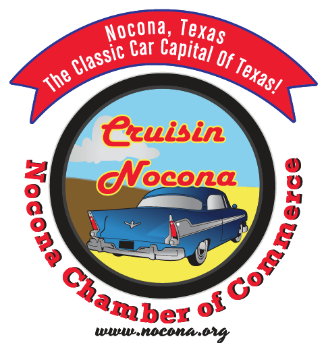 Nocona, Texas
The Classic Car Capital Of Texas!
Cruisin
Nocona
Nocona Chamber of Commerce
www.nocona.org